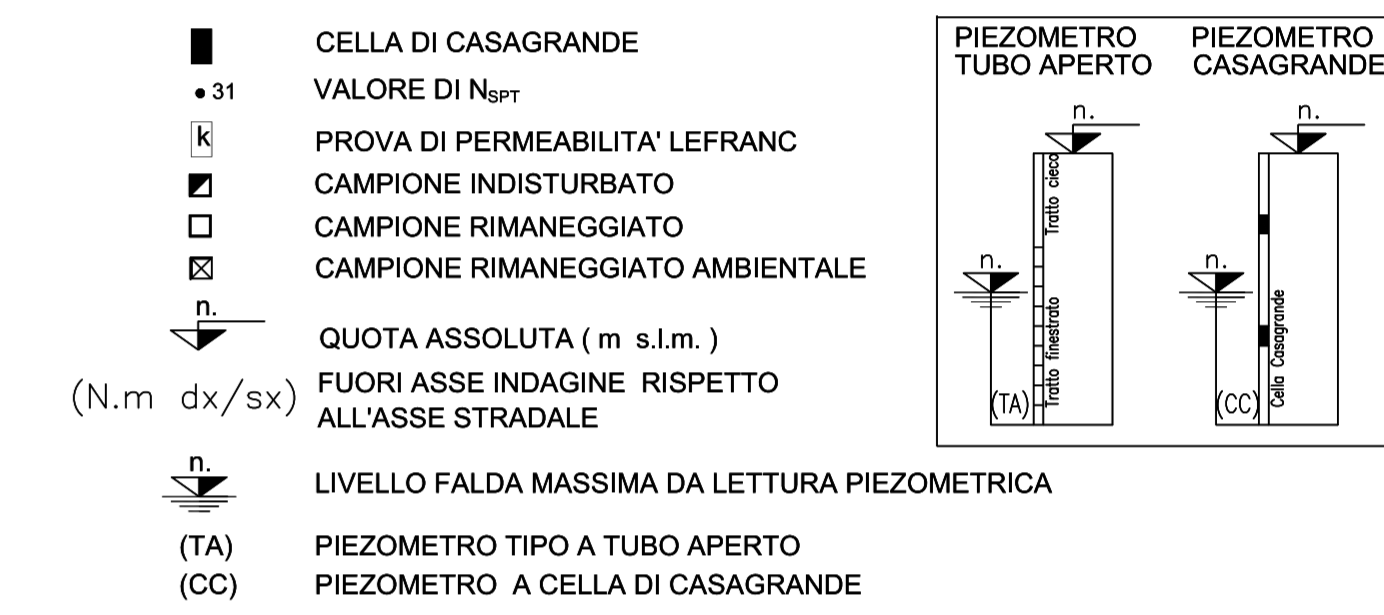 CELLA DI CASAGRANDE
• 31 VALORE DI NSPT
k PROVA DI PERMEABILITA' LEFRANC
CAMPIONE INDISTURBATO
CAMPIONE RIMANEGGIATO
CAMPIONE RIMANEGGIATO AMBIENTALE
n. QUOTA ASSOLUTA ( m s.l.m. )
(N.m dx/sx) FUORI ASSE INDAGINE RISPETTO
ALL'ASSE STRADALE
n. LIVELLO FALDA MASSIMA DA LETTURA PIEZOMETRICA
(TA) PIEZOMETRO TIPO A TUBO APERTO
(CC) PIEZOMETRO A CELLA DI CASAGRANDE
PIEZOMETRO
TUBO APERTO
n.
Tratto cieco
n.
Tratto finestrato
(TA)
PIEZOMETRO
CASAGRANDE
n.
n.
Cella Casagrande
(CC)